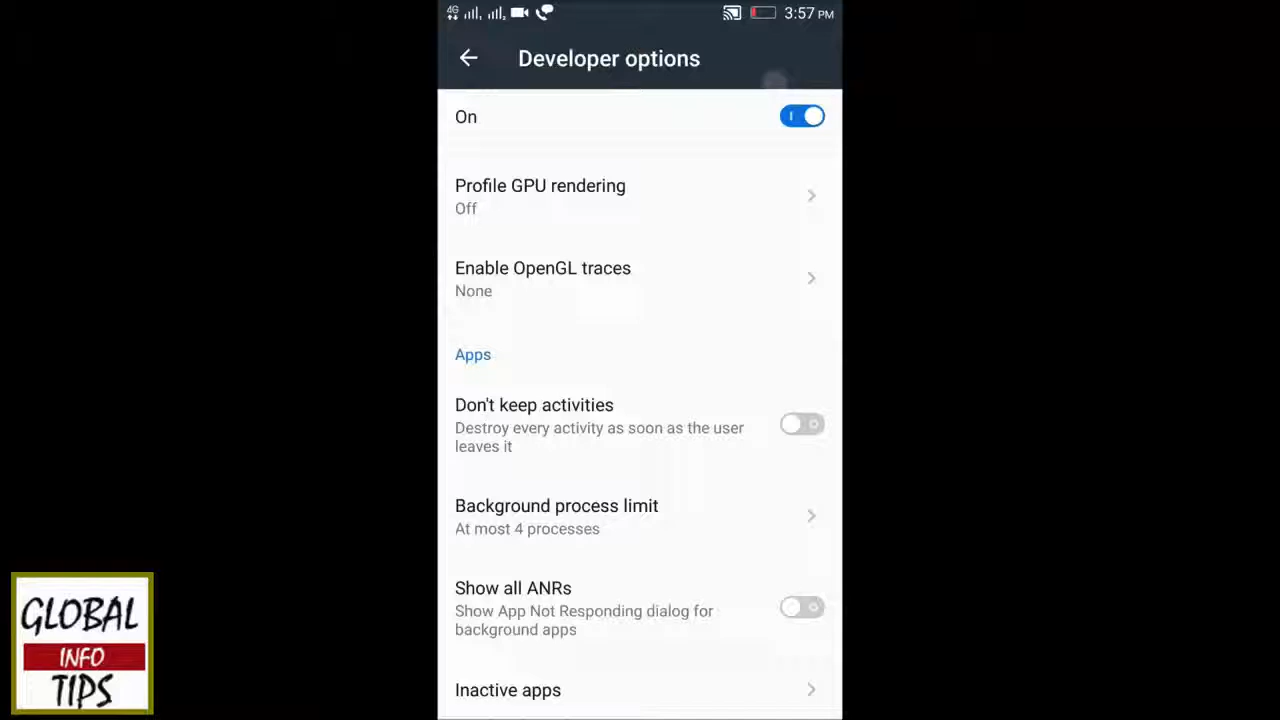 4G 3:57 PM
Developer options
On
Profile GPU rendering
Off
Enable OpenGL traces
None
Apps
Don't keep activities
Destroy every activity as soon as the user
leaves it
Background process limit
At most 4 processes
Show all ANRs
Show App Not Responding dialog for
background apps
Inactive apps
GLOBAL
INFO
TIPS